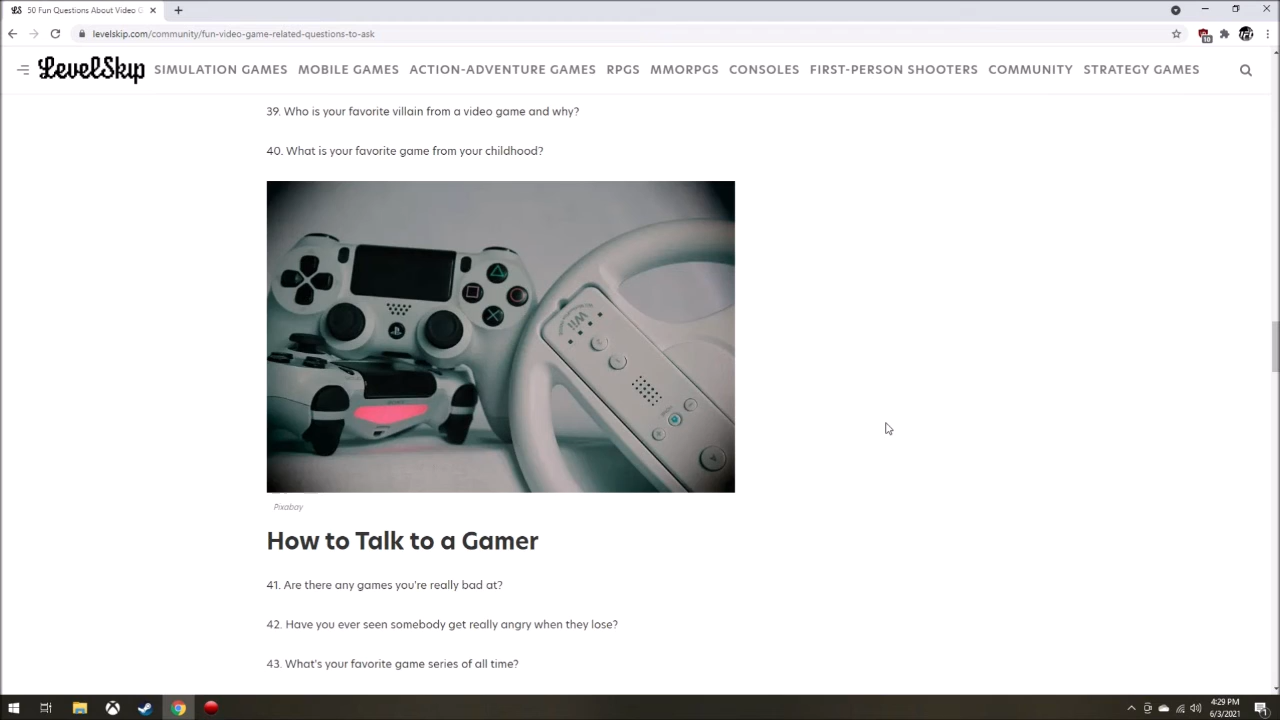 50 Fun Questions About Video G
levelskip.com/community/fun-video-game-related-questions-to-ask
10
LevelSkip SIMULATION GAMES MOBILE GAMES ACTION-ADVENTURE GAMES RPGS MMORPGS CONSOLES FIRST-PERSON SHOOTERS COMMUNITY STRATEGY GAMES
39. Who is your favorite villain from a video game and why?
40. What is your favorite game from your childhood?
Wii
Pixabay
How to Talk to a Gamer
41. Are there any games you're really bad at?
42. Have you ever seen somebody get really angry when they lose?
43. What's your favorite game series of all time?
4:29 PM
6/3/2021